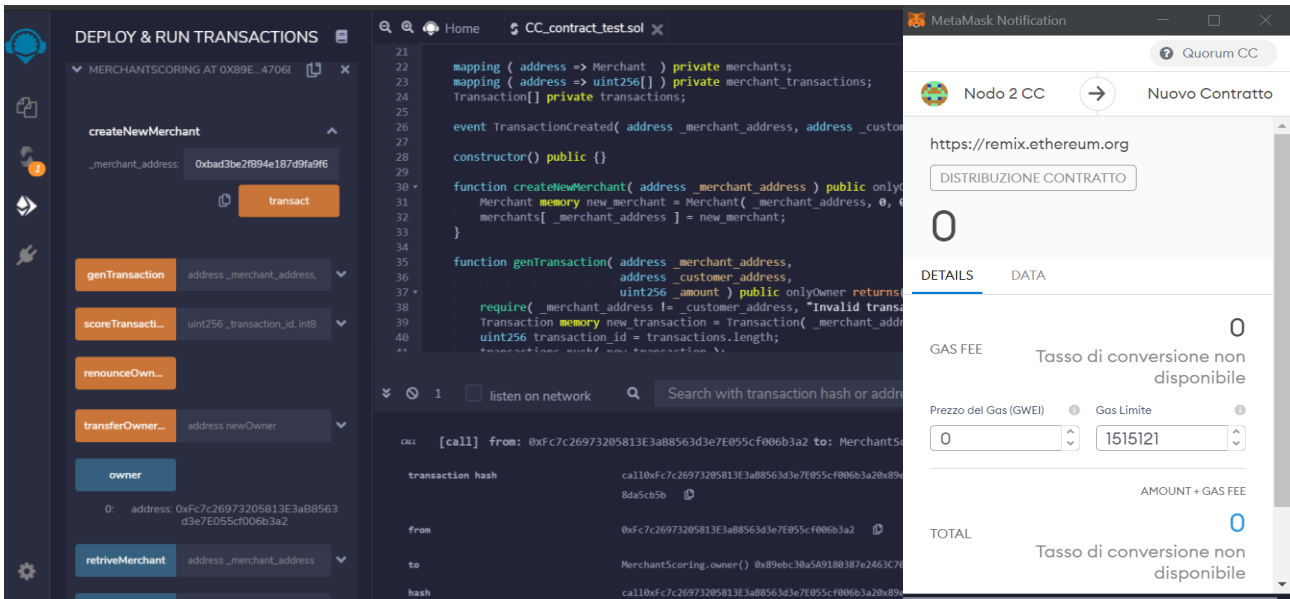 DEPLOY & RUN TRANSACTIONS
MERCHANTSCORING AT 0X89E...4706I
createNewMerchant
_merchant_address: 0xbad3be2f894e187d9fa9f6
transact
genTransaction address _merchant_address,
scoreTransacti... uint256 _transaction_id, int8
renounceOwn...
transferOwner... address newOwner
owner
0: address: 0xFc7c26973205813E3aB8563
d3e7E055cf006b3a2
retriveMerchant address _merchant_address
1
Home CC_contract_test.sol
21
22 mapping ( address => Merchant ) private merchants;
23 mapping ( address => uint256[] ) private merchant_transactions;
24 Transaction[] private transactions;
25
26 event TransactionCreated( address _merchant_address, address _custom
27
28 constructor() public {}
29
30 function createNewMerchant( address _merchant_address ) public onlyO
31 Merchant memory new_merchant = Merchant( _merchant_address, 0, 0
32 merchants[ _merchant_address ] = new_merchant;
33 }
34
35 function genTransaction( address _merchant_address,
36 address _customer_address,
37 uint256 _amount ) public onlyOwner returns(
38 require( _merchant_address != _customer_address, "Invalid transa
39 Transaction memory new_transaction = Transaction( _merchant_addr
40 uint256 transaction_id = transactions.length;
41 transactions.push( new_transaction );
1 listen on network Search with transaction hash or addre
CALL [call] from: 0xFc7c26973205813E3aB8563d3e7E055cf006b3a2 to: MerchantSc
transaction hash call0xFc7c26973205813E3aB8563d3e7E055cf006b3a20x89e
8da5cb5b
from 0xFc7c26973205813E3aB8563d3e7E055cf006b3a2
to MerchantScoring.owner() 0x89ebc30a5A9180387e2463C70
hash call0xFc7c26973205813E3aB8563d3e7E055cf006b3a20x89e
MetaMask Notification
Quorum CC
Nodo 2 CC Nuovo Contratto
https://remix.ethereum.org
DISTRIBUZIONE CONTRATTO
0
DETAILS DATA
GAS FEE 0
Tasso di conversione non
disponibile
Prezzo del Gas (GWEI) Gas Limite
0 1515121
AMOUNT + GAS FEE
TOTAL 0
Tasso di conversione non
disponibile